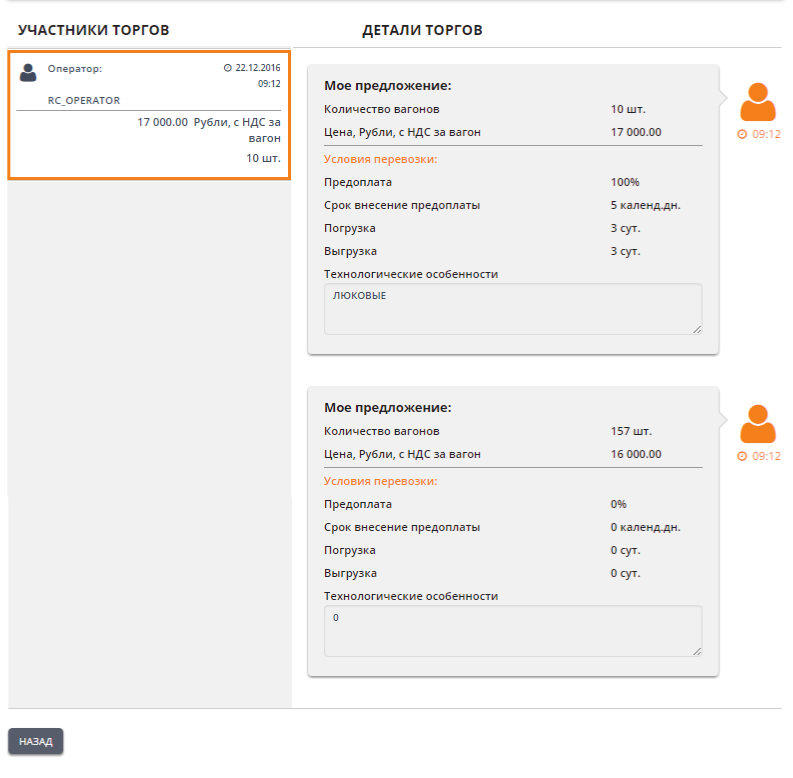 УЧАСТНИКИ ТОРГОВ
Оператор:
22.12.2016
09:12
RC_OPERATOR
17 000.00 Рубли, с НДС за
вагон
10 шт.
ДЕТАЛИ ТОРГОВ
Мое предложение:
Количество вагонов 10 шт.
Цена, Рубли, с НДС за вагон 17 000.00
Условия перевозки:
Предоплата 100%
Срок внесение предоплаты 5 календ.дн.
Погрузка 3 сут.
Выгрузка 3 сут.
Технологические особенности
ЛЮКОВЫЕ
09:12
Мое предложение:
Количество вагонов 157 шт.
Цена, Рубли, с НДС за вагон 16 000.00
Условия перевозки:
Предоплата 0%
Срок внесение предоплаты 0 календ.дн.
Погрузка 0 сут.
Выгрузка 0 сут.
Технологические особенности
0
09:12
НАЗАД